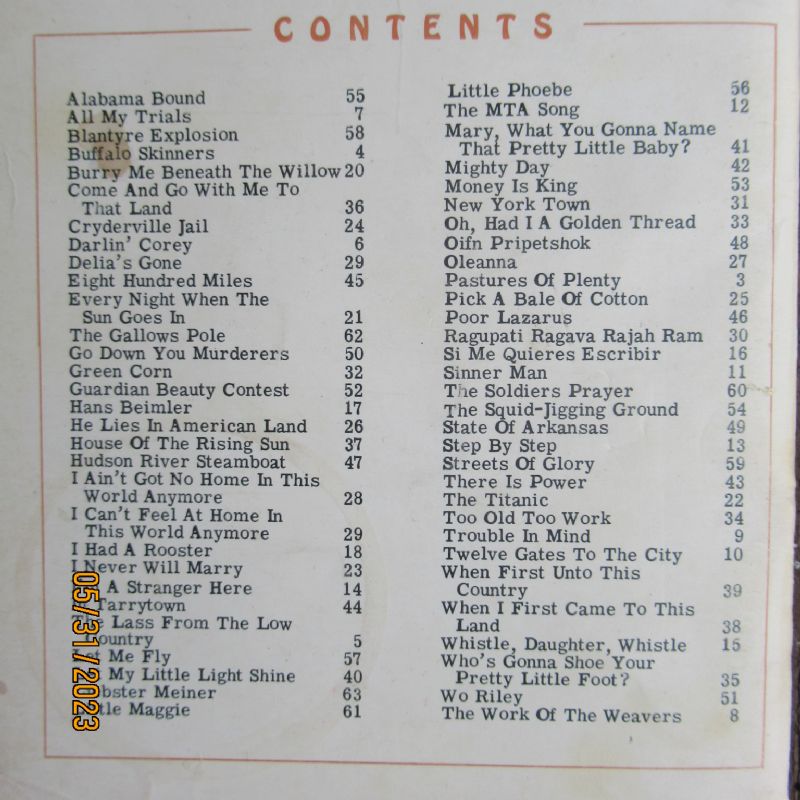 CONTENTS
Alabama Bound 55
All My Trials 7
Blantyre Explosion 58
Buffalo Skinners 4
Burry Me Beneath The Willow 20
Come And Go With Me To
That Land 36
Cryderville Jail 24
Darlin' Corey 6
Delia's Gone 29
Eight Hundred Miles 45
Every Night When The
Sun Goes In 21
The Gallows Pole 62
Go Down You Murderers 50
Green Corn 32
Guardian Beauty Contest 52
Hans Beimler 17
He Lies In American Land 26
House Of The Rising Sun 37
Hudson River Steamboat 47
I Ain't Got No Home In This
World Anymore 28
I Can't Feel At Home In
This World Anymore 29
I Had A Rooster 18
I Never Will Marry 23
A Stranger Here 14
Tarrytown 44
The Lass From The Low
Country 5
Let Me Fly 57
My Little Light Shine 40
Meiner 63
Maggie 61
Little Phoebe 56
The MTA Song 12
Mary, What You Gonna Name
That Pretty Little Baby? 41
Mighty Day 42
Money Is King 53
New York Town 31
Oh, Had I A Golden Thread 33
Oifn Pripetshok 48
Oleanna 27
Pastures Of Plenty 3
Pick A Bale Of Cotton 25
Poor Lazarus 46
Ragupati Ragava Rajah Ram 30
Si Me Quieres Escribir 16
Sinner Man 11
The Soldiers Prayer 60
The Squid-Jigging Ground 54
State Of Arkansas 49
Step By Step 13
Streets Of Glory 59
There Is Power 43
The Titanic 22
Too Old Too Work 34
Trouble In Mind 9
Twelve Gates To The City 10
When First Unto This
Country 39
When I First Came To This
Land 38
Whistle, Daughter, Whistle 15
Who's Gonna Shoe Your
Pretty Little Foot? 35
Wo Riley 51
The Work Of The Weavers 8
05/31/2023